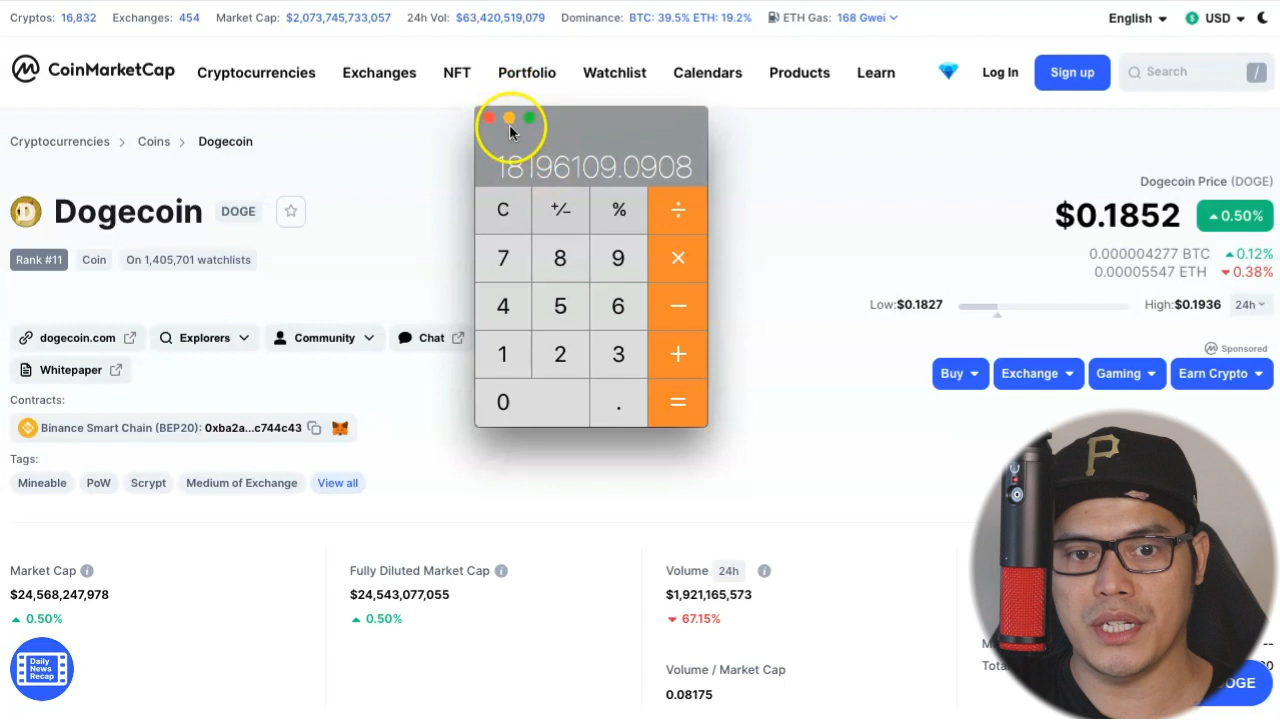 Cryptos: 16,832 Exchanges: 454 Market Cap: $2,073,745,733,057 24h Vol: $63,420,519,079 Dominance: BTC: 39.5% ETH: 19.2% ETH Gas: 168 Gwei English USD
CoinMarketCap Cryptocurrencies Exchanges NFT Portfolio Watchlist Calendars Products Learn Log In Sign up Search /
Cryptocurrencies Coins Dogecoin
18196109.0908
Dogecoin Price (DOGE)
Dogecoin DOGE
$0.1852 0.50%
Rank #11 Coin On 1,405,701 watchlists
0.000004277 BTC 0.12%
0.00005547 ETH 0.38%
Low:$0.1827 High:$0.1936 24h
C +/− % ÷
7 8 9 ×
4 5 6 −
1 2 3 +
0 . =
dogecoin.com Explorers Community Chat
Sponsored
Whitepaper
Buy Exchange Gaming Earn Crypto
Contracts:
Binance Smart Chain (BEP20): 0xba2a...c744c43
Tags:
Mineable PoW Scrypt Medium of Exchange View all
P
Market Cap Fully Diluted Market Cap Volume 24h
$24,568,247,978 $24,543,077,055 $1,921,165,573
0.50% 0.50% 67.15%
Daily
News
Recap
Volume / Market Cap
0.08175